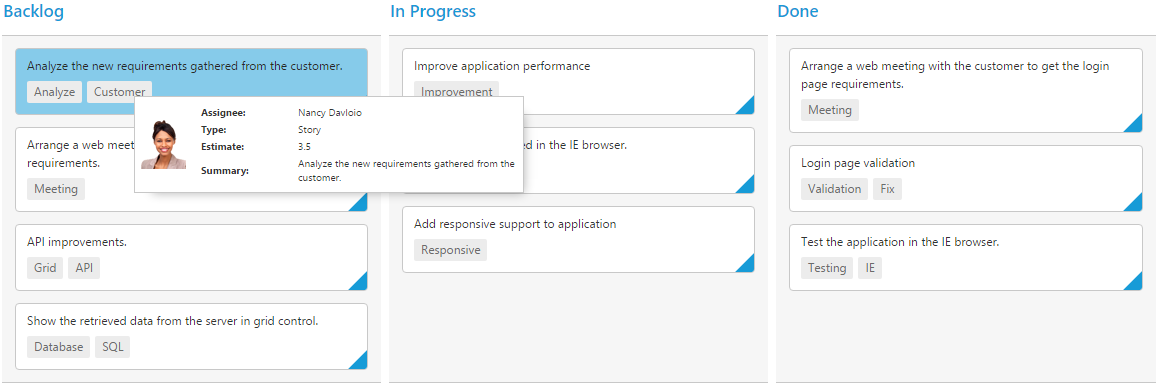 Backlog
Analyze the new requirements gathered from the customer.
Analyze Customer
Arrange a web meet
requirements.
Meeting
API improvements.
Grid API
Show the retrieved data from the server in grid control.
Database SQL
Assignee: Nancy Davloio
Type: Story
Estimate: 3.5
Summary: Analyze the new requirements gathered from the
customer.
In Progress
Improve application performance
Improvement
in the IE browser.
Add responsive support to application
Responsive
Done
Arrange a web meeting with the customer to get the login
page requirements.
Meeting
Login page validation
Validation Fix
Test the application in the IE browser.
Testing IE